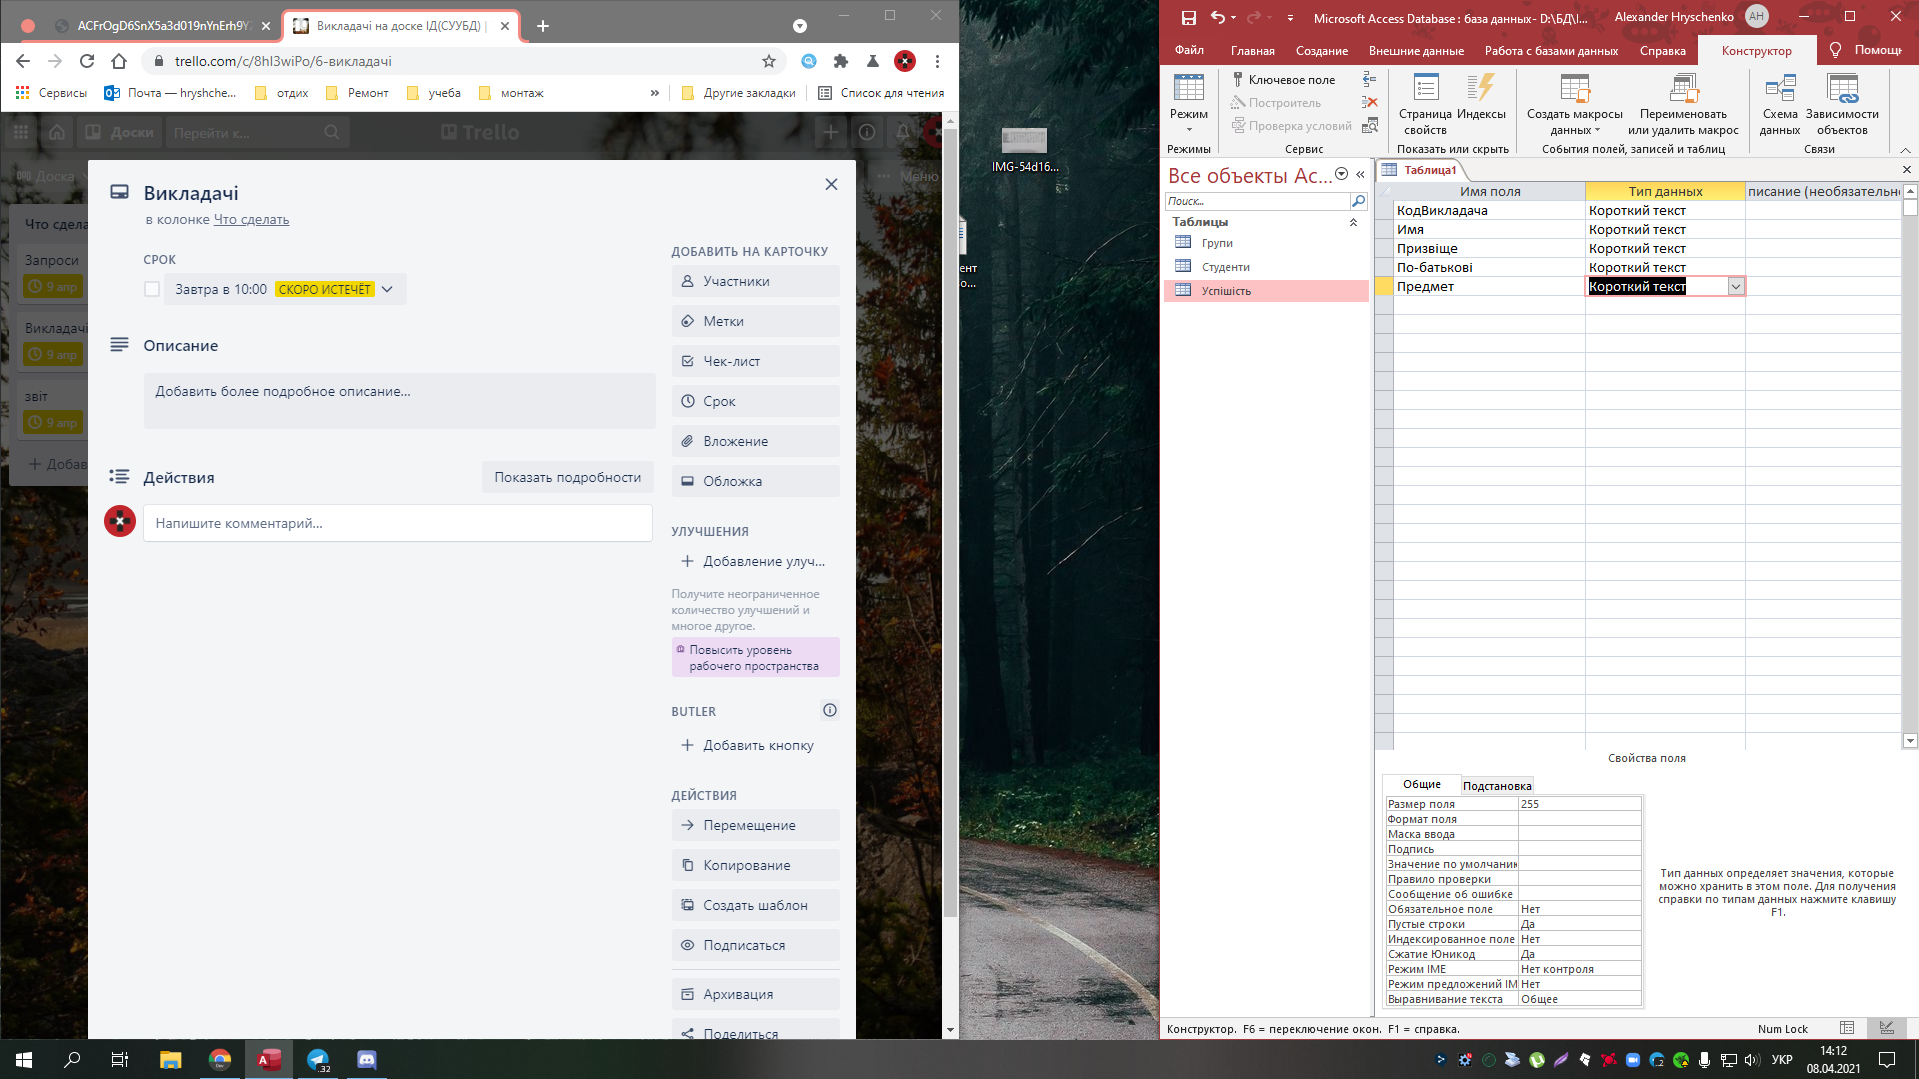 ACFrOgD6SnX5a3d019nYnErh9Y
Викладачі на доске ІД(СУУБД) |
trello.com/c/8hI3wiPo/6-викладачі
Сервисы
Почта — hryshche...
отдих
Ремонт
учеба
монтаж
»
Другие закладки
Список для чтения
Доски
Перейти к...
Trello
Доска
Меню
Что сдела
Запроси
9 апр
Викладачі
9 апр
звіт
9 апр
+ Добав
Викладачі
в колонке Что сделать
СРОК
Завтра в 10:00 СКОРО ИСТЕЧЁТ
Описание
Добавить более подробное описание...
Действия
Показать подробности
Напишите комментарий...
ДОБАВИТЬ НА КАРТОЧКУ
Участники
Метки
Чек-лист
Срок
Вложение
Обложка
УЛУЧШЕНИЯ
+ Добавление улуч...
Получите неограниченное
количество улучшений и
многое другое.
Повысить уровень
рабочего пространства
BUTLER
+ Добавить кнопку
ДЕЙСТВИЯ
Перемещение
Копирование
Создать шаблон
Подписаться
Архивация
Поделиться
IMG-54d16...
ент
о...
Microsoft Access Database : база данных- D:\БД\І...
Alexander Hryschenko
AH
Файл
Главная
Создание
Внешние данные
Работа с базами данных
Справка
Конструктор
Помощь
Режим
Режимы
Ключевое поле
Построитель
Проверка условий
Сервис
Страница
свойств
Индексы
Показать или скрыть
Создать макросы
данных
Переименовать
или удалить макрос
События полей, записей и таблиц
Схема
данных
Зависимости
объектов
Связи
Все объекты Ac...
«
Поиск...
Таблицы
Групи
Студенти
Успішість
Таблица1
Имя поля
Тип данных
писание (необязательно
КодВикладача
Короткий текст
Имя
Короткий текст
Призвіще
Короткий текст
По-батькові
Короткий текст
Предмет
Короткий текст
Свойства поля
Общие
Подстановка
Размер поля
255
Формат поля
Маска ввода
Подпись
Значение по умолчанию
Правило проверки
Сообщение об ошибке
Обязательное поле
Нет
Пустые строки
Да
Индексированное поле
Нет
Сжатие Юникод
Да
Режим IME
Нет контроля
Режим предложений IM
Нет
Выравнивание текста
Общее
Тип данных определяет значения, которые
можно хранить в этом поле. Для получения
справки по типам данных нажмите клавишу
F1.
Конструктор. F6 = переключение окон. F1 = справка.
Num Lock
.32
УКР
14:12
08.04.2021